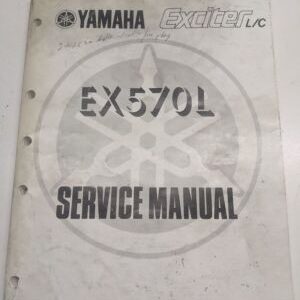 YAMAHA Exciter L/C
EX570L
SERVICE MANUAL